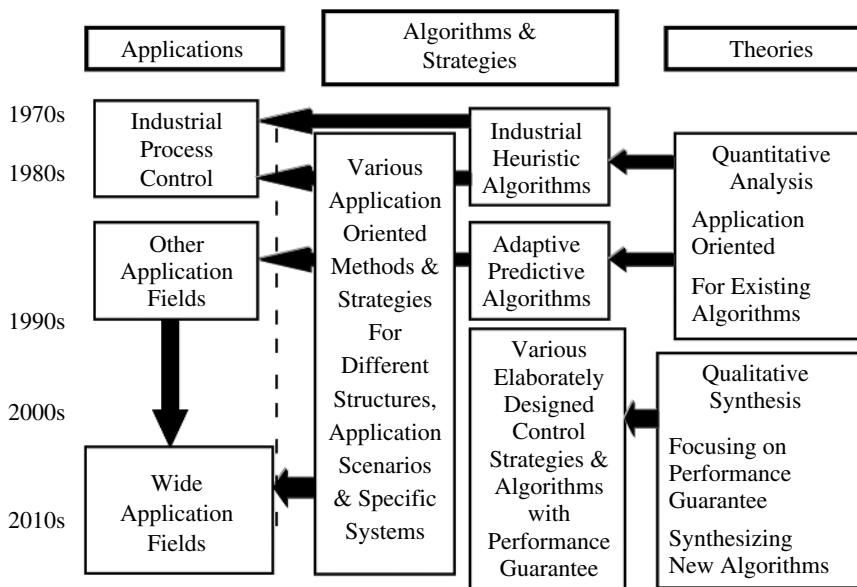 Applications
Algorithms &
Strategies
Theories
1970s
1980s
1990s
2000s
2010s
Industrial
Process
Control
Other
Application
Fields
Wide
Application
Fields
Various
Application
Oriented
Methods &
Strategies
For
Different
Structures,
Application
Scenarios
& Specific
Systems
Industrial
Heuristic
Algorithms
Adaptive
Predictive
Algorithms
Various
Elaborately
Designed
Control
Strategies &
Algorithms
with
Performance
Guarantee
Quantitative
Analysis
Application
Oriented
For Existing
Algorithms
Qualitative
Synthesis
Focusing on
Performance
Guarantee
Synthesizing
New Algorithms